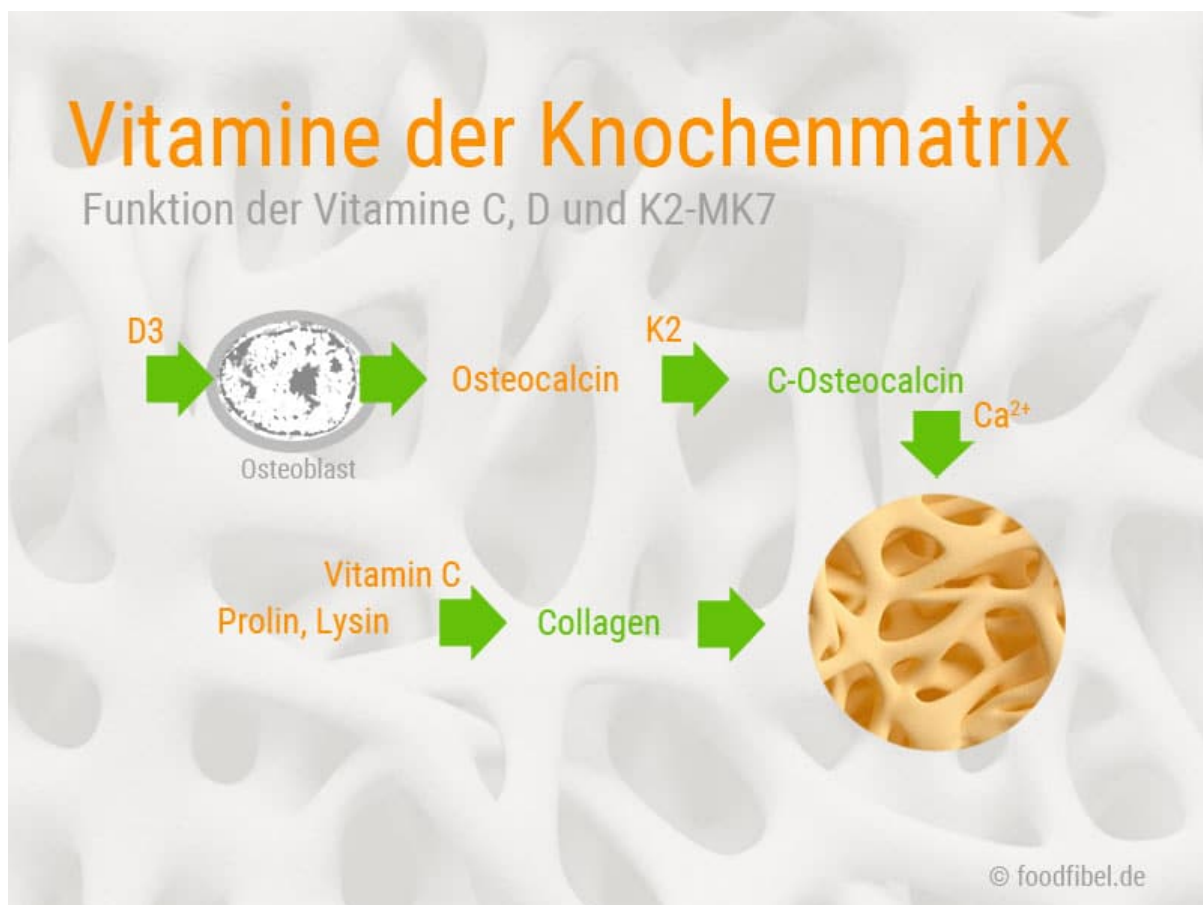 Vitamine der Knochenmatrix
Funktion der Vitamine C, D und K2-MK7
D3
K2
Osteocalcin
C-Osteocalcin
Ca²⁺
Osteoblast
Vitamin C
Prolin, Lysin
Collagen
© foodfibel.de